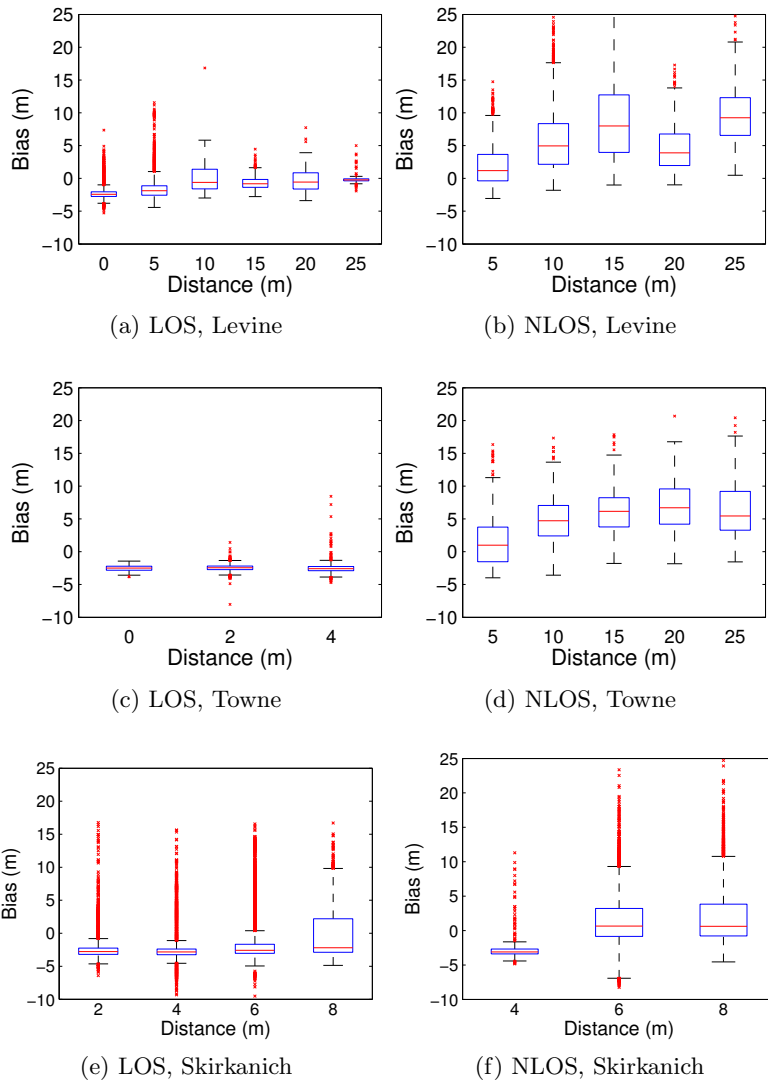 25
20
15
10
5
0
−5
−10
Bias (m)
0 5 10 15 20 25
Distance (m)
(a) LOS, Levine
25
20
15
10
5
0
−5
−10
Bias (m)
5 10 15 20 25
Distance (m)
(b) NLOS, Levine
25
20
15
10
5
0
−5
−10
Bias (m)
0 2 4
Distance (m)
(c) LOS, Towne
25
20
15
10
5
0
−5
−10
Bias (m)
5 10 15 20 25
Distance (m)
(d) NLOS, Towne
25
20
15
10
5
0
−5
−10
Bias (m)
2 4 6 8
Distance (m)
(e) LOS, Skirkanich
25
20
15
10
5
0
−5
−10
Bias (m)
4 6 8
Distance (m)
(f) NLOS, Skirkanich